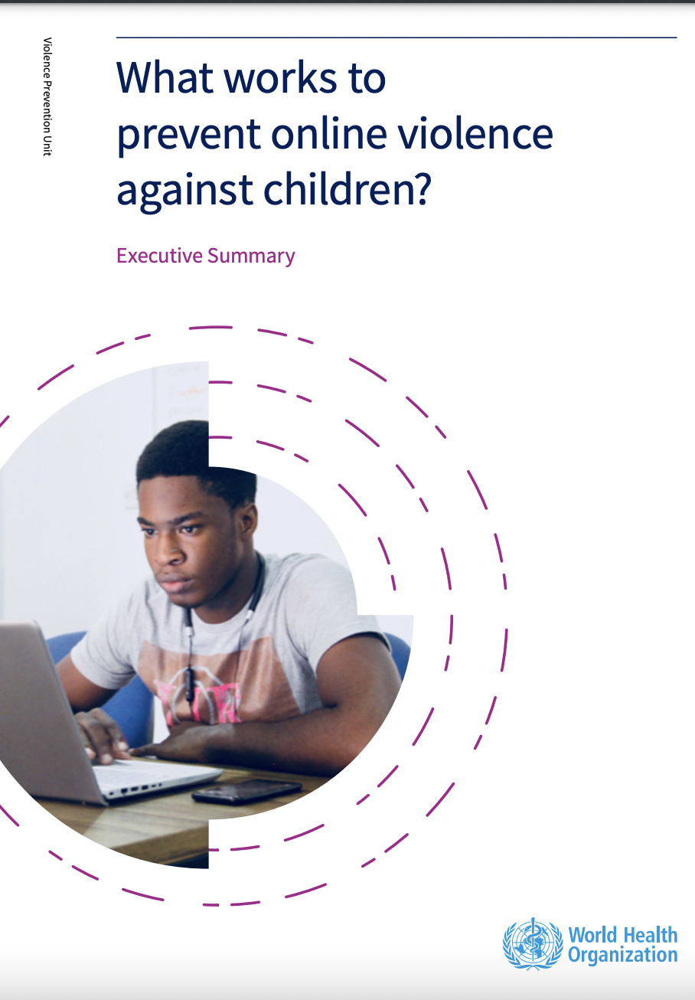 Violence Prevention Unit
What works to
prevent online violence
against children?
Executive Summary
World Health
Organization